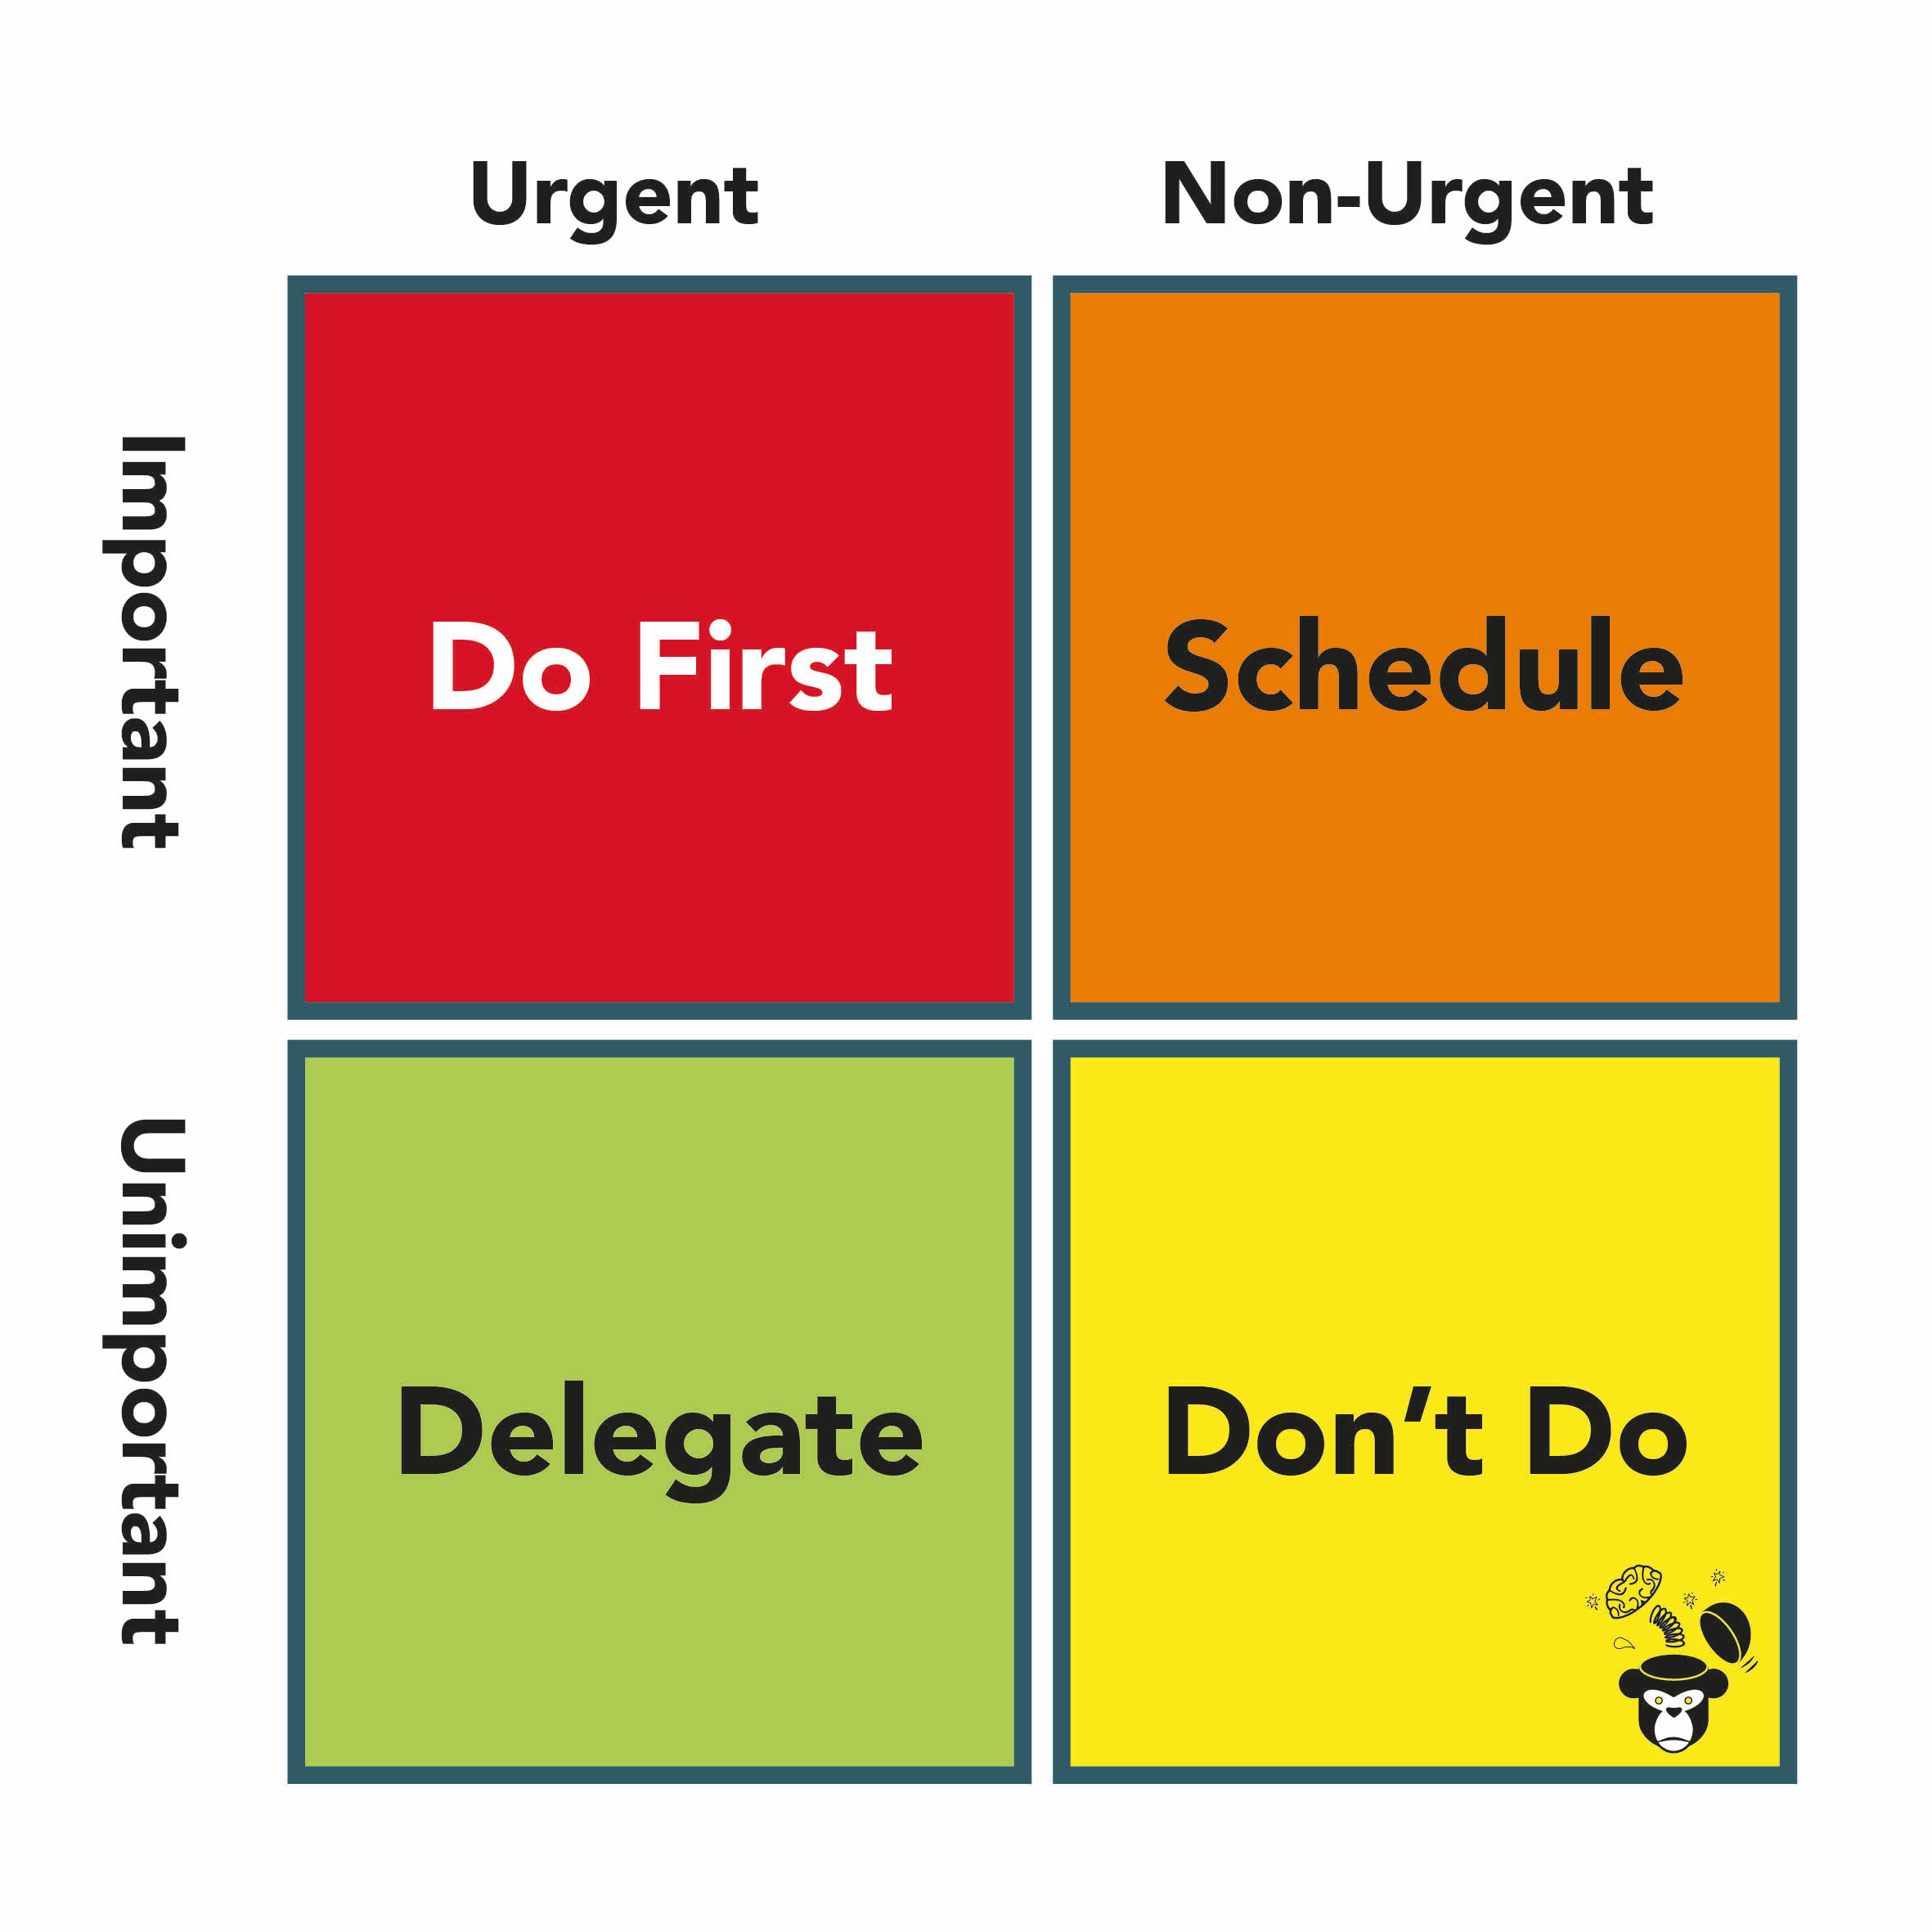 Urgent
Non-Urgent
Important
Do First
Schedule
Unimportant
Delegate
Don’t Do